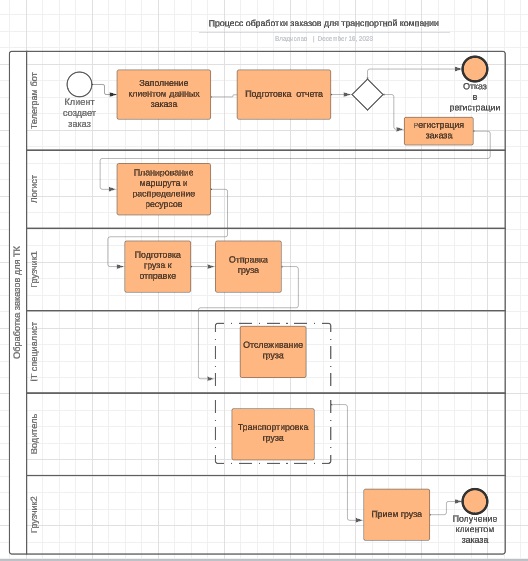 Процесс обработки заказов для транспортной компании
Владислав | December 16, 2020
Обработка заказов для ТК
Телеграм бот
Клиент
создает
заказ
Заполнение
клиентом данных
заказа
Подготовка отчета
Отказ
в
регистрации
Регистрация
заказа
Логист
Планирование
маршрута и
распределение
ресурсов
Грузчик1
Подготовка
груза к
отправке
Отправка
груза
IT специалист
Отслеживание
груза
Водитель
Транспортировка
груза
Грузчик2
Прием груза
Получение
клиентом
заказа